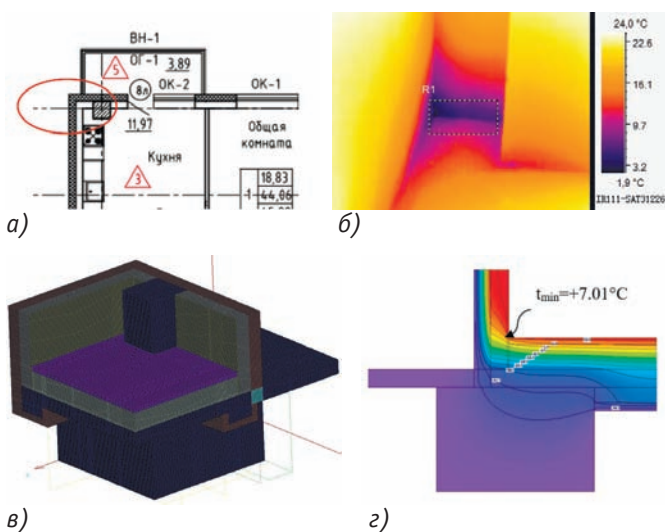 ВН-1
ОГ-1 3,89
5
8л
ОК-2
ОК-1
11,97
Кухня
Общая
комната
3
18,83
1
44,06
а)
R1
24,0 °C
22.6
16.1
9.7
3.2
1,9 °C
IR111-SAT31226
б)
в)
tmin=+7.01°C
г)